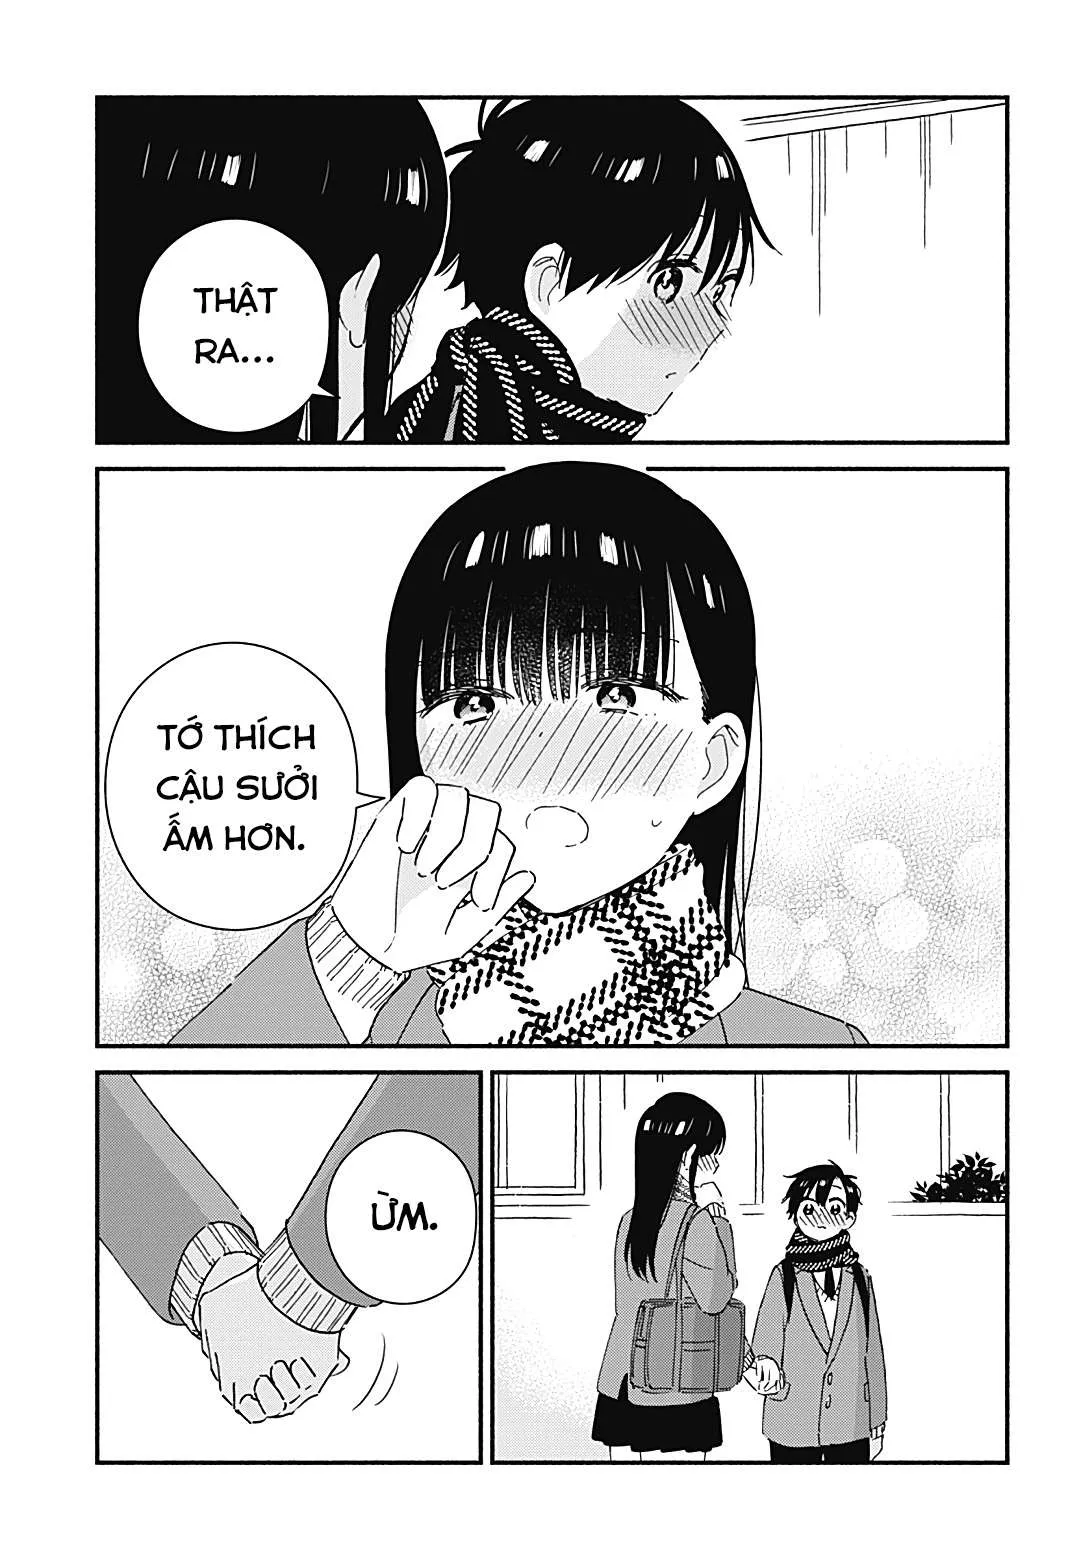 THẬT
RA...
TỚ THÍCH
CẬU SƯỞI
ẤM HƠN.
ỪM.